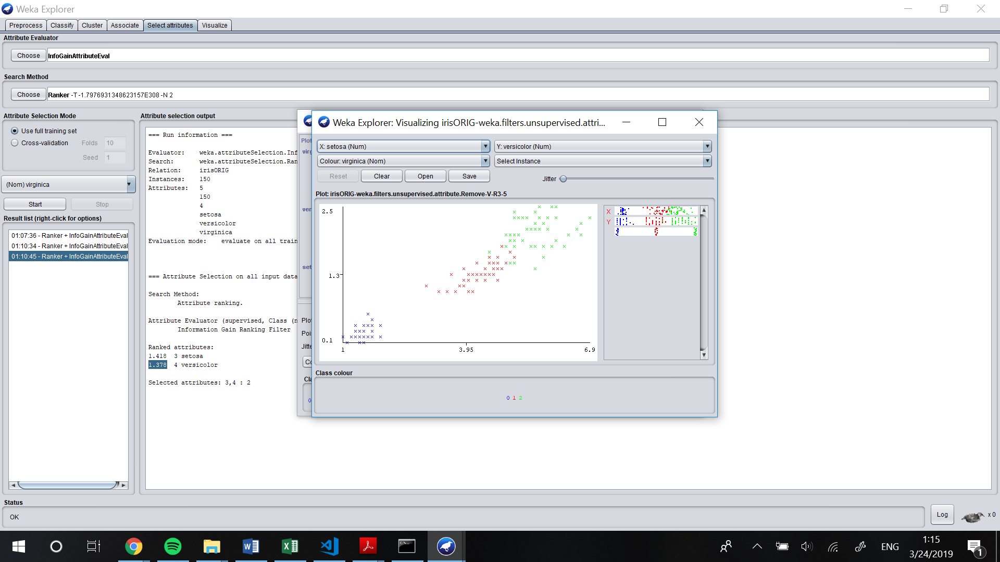 Weka Explorer
Preprocess Classify Cluster Associate Select attributes Visualize
Attribute Evaluator
Choose InfoGainAttributeEval
Search Method
Choose Ranker -T -1.7976931348623157E308 -N 2
Attribute Selection Mode
Use full training set
Cross-validation Folds 10
Seed 1
(Nom) virginica
Start Stop
Result list (right-click for options)
01:07:36 - Ranker + InfoGainAttributeEval
01:10:34 - Ranker + InfoGainAttributeEval
01:10:45 - Ranker + InfoGainAttributeEval
Attribute selection output
=== Run information ===
Evaluator: weka.attributeSelection.Inf
Search: weka.attributeSelection.Ran
Relation: irisORIG
Instances: 150
Attributes: 5
150
4
setosa
versicolor
virginica
Evaluation mode: evaluate on all train
=== Attribute Selection on all input data
Search Method:
Attribute ranking.
Attribute Evaluator (supervised, Class (n
Information Gain Ranking Filter
Ranked attributes:
1.418 3 setosa
1.378 4 versicolor
Selected attributes: 3,4 : 2
Plot
virg
ver
set
Plo
Poi
Jitte
Co
Cla
0
Weka Explorer: Visualizing irisORIG-weka.filters.unsupervised.attri...
X: setosa (Num) Y: versicolor (Num)
Colour: virginica (Nom) Select Instance
Reset Clear Open Save Jitter
Plot: irisORIG-weka.filters.unsupervised.attribute.Remove-V-R3-5
2.5
1.3
0.1
1 3.95 6.9
X
Y
Class colour
0 1 2
Status
OK
Log x 0
ENG
1:15
3/24/2019
1